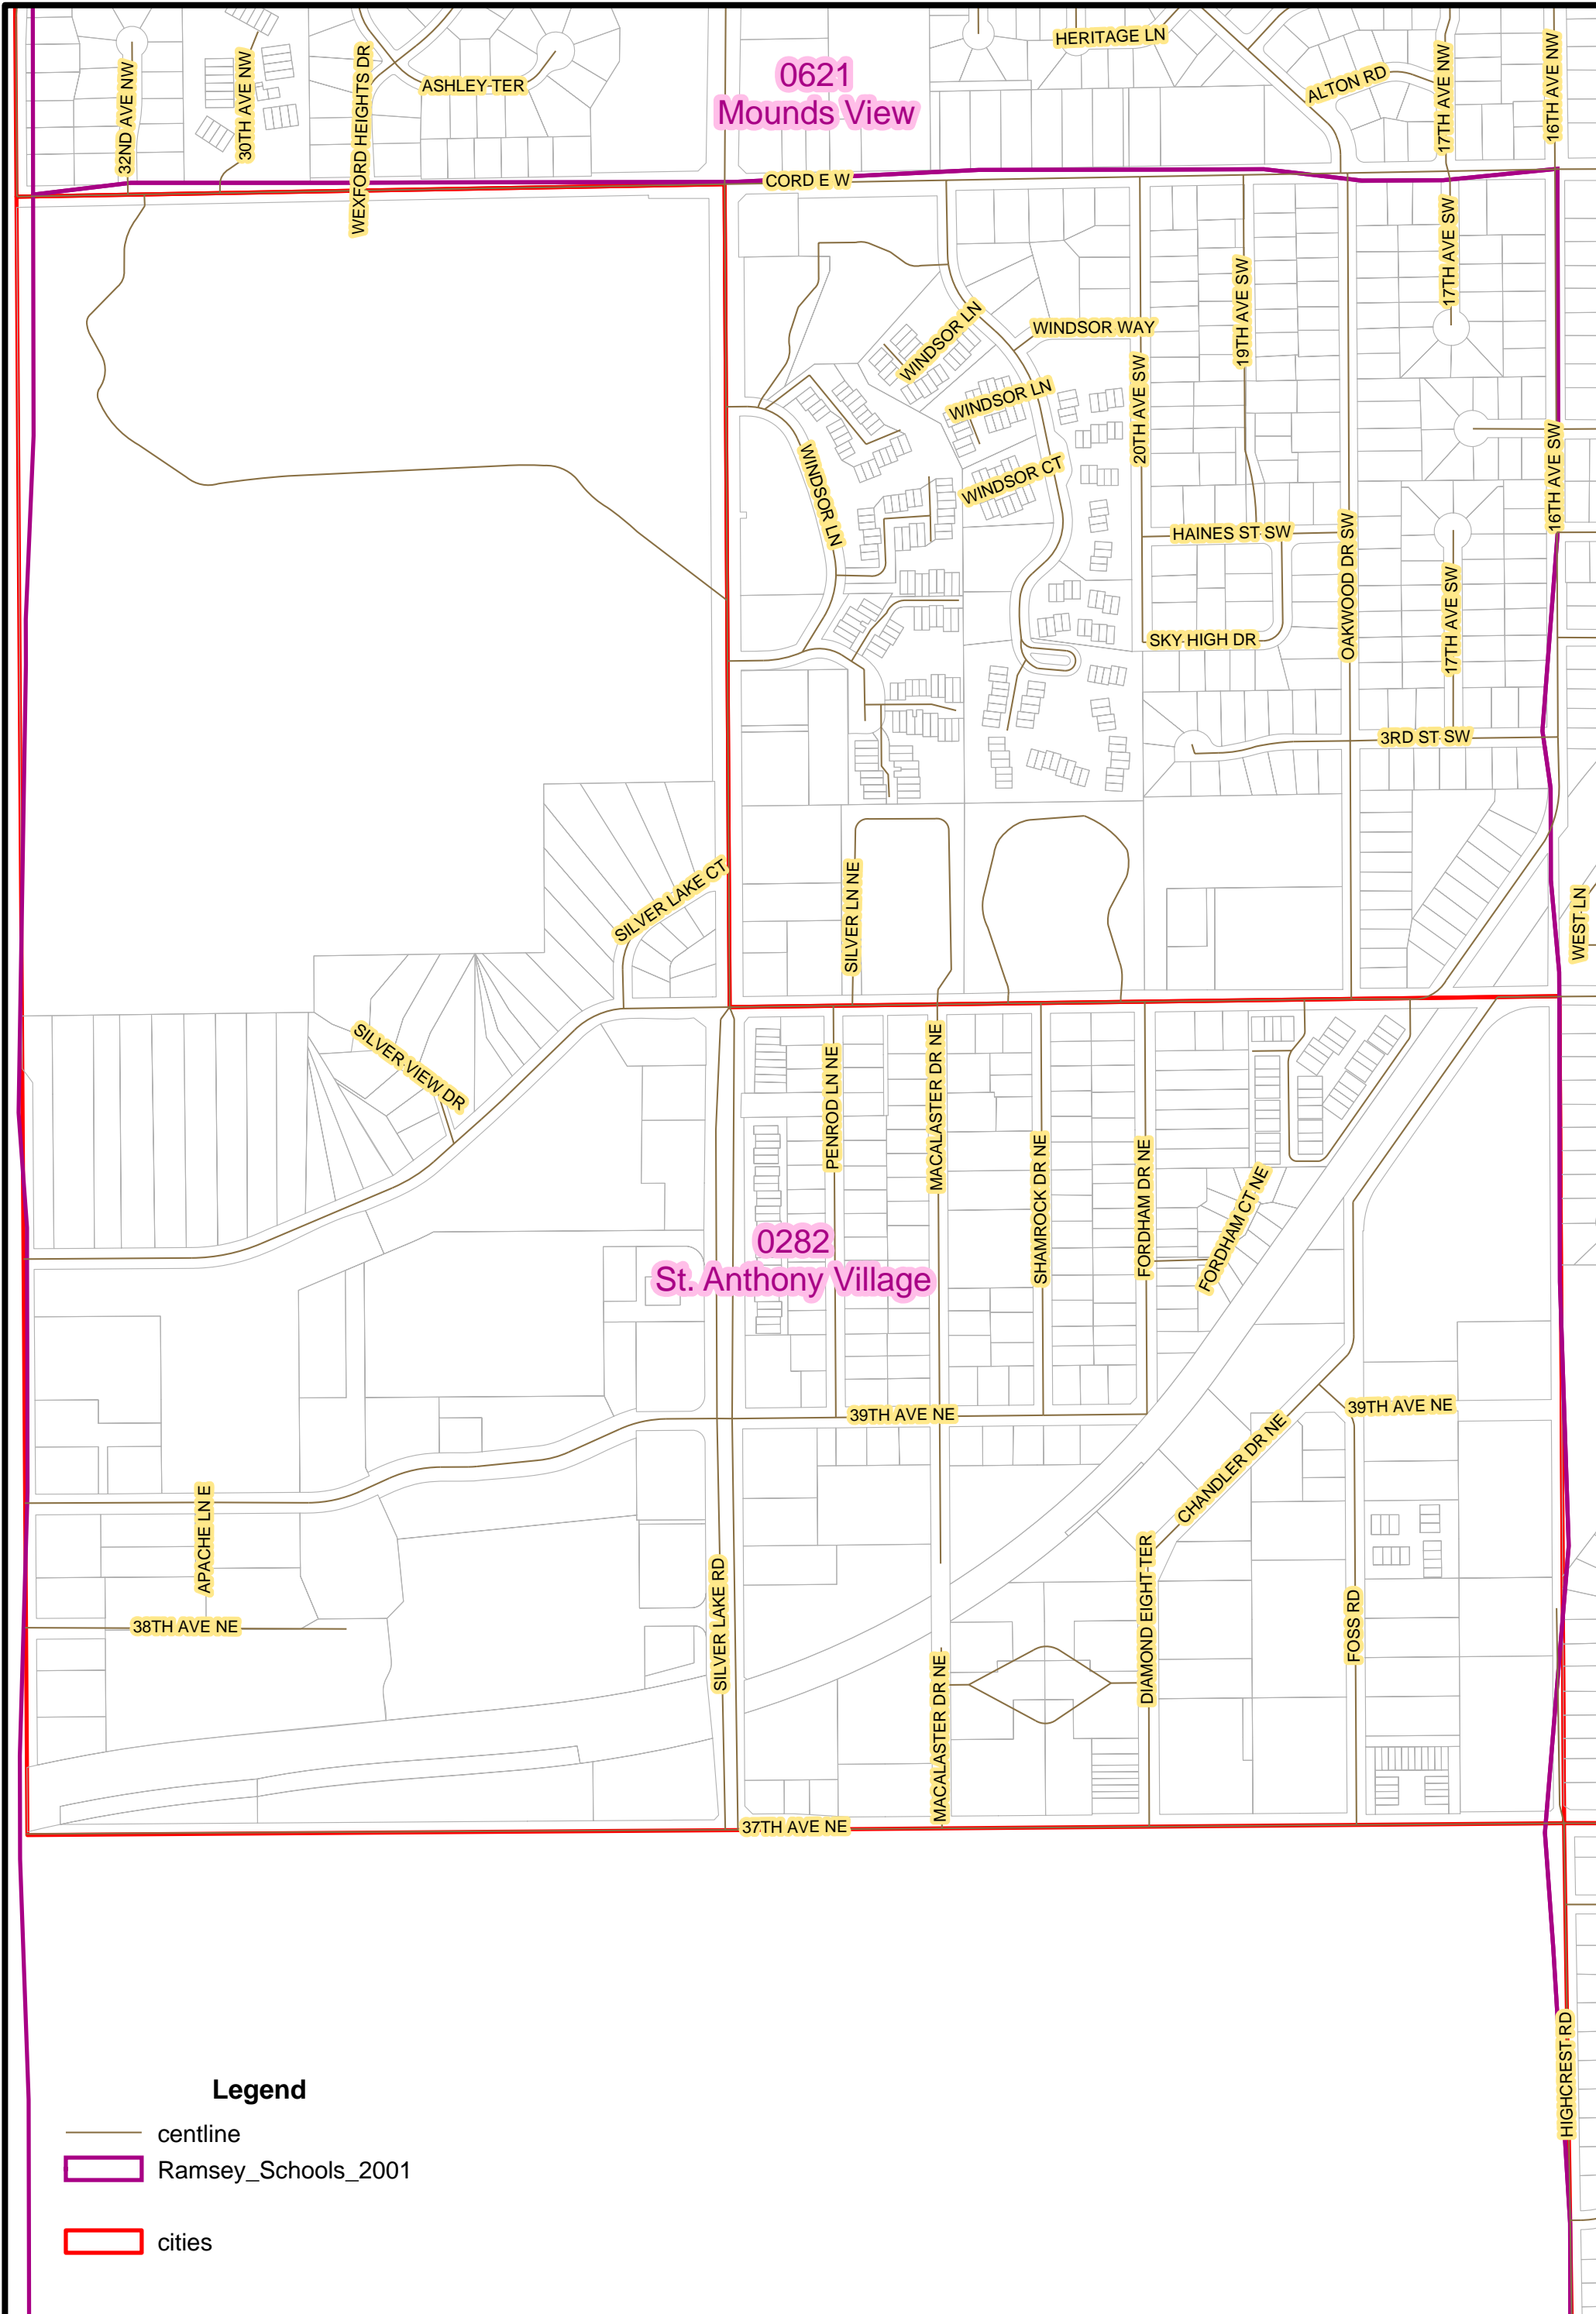 HERITAGE LN
0621
Mounds View
ALTON RD
17TH AVE NW
16TH AVE NW
32ND AVE NW
30TH AVE NW
WEXFORD HEIGHTS DR
ASHLEY TER
CORD E W
17TH AVE SW
19TH AVE SW
WINDSOR LN
WINDSOR WAY
20TH AVE SW
WINDSOR LN
WINDSOR LN
WINDSOR CT
16TH AVE SW
HAINES ST SW
OAKWOOD DR SW
17TH AVE SW
SKY HIGH DR
3RD ST SW
SILVER LAKE CT
SILVER LN NE
WEST LN
SILVER VIEW DR
PENROD LN NE
MACALASTER DR NE
SHAMROCK DR NE
FORDHAM DR NE
FORDHAM CT NE
0282
St. Anthony Village
39TH AVE NE
39TH AVE NE
CHANDLER DR NE
APACHE LN E
38TH AVE NE
SILVER LAKE RD
DIAMOND EIGHT TER
FOSS RD
MACALASTER DR NE
37TH AVE NE
HIGHCREST RD
Legend
centline
Ramsey_Schools_2001
cities